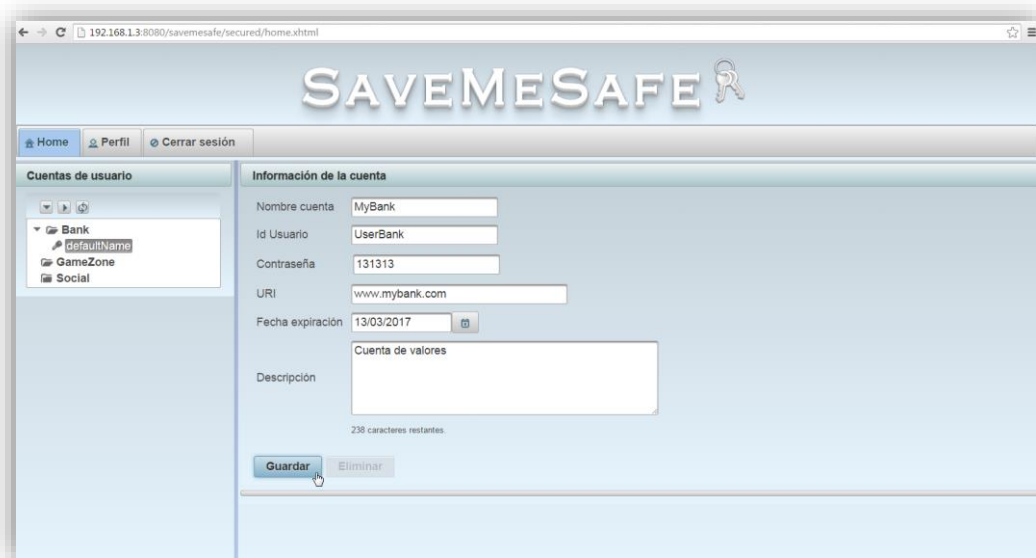 192.168.1.3:8080/savemesafe/secured/home.xhtml
SAVEMESAFE
Home Perfil Cerrar sesión
Cuentas de usuario
Bank
defaultName
GameZone
Social
Información de la cuenta
Nombre cuenta MyBank
Id Usuario UserBank
Contraseña 131313
URI www.mybank.com
Fecha expiración 13/03/2017
Descripción Cuenta de valores
238 caracteres restantes.
Guardar Eliminar